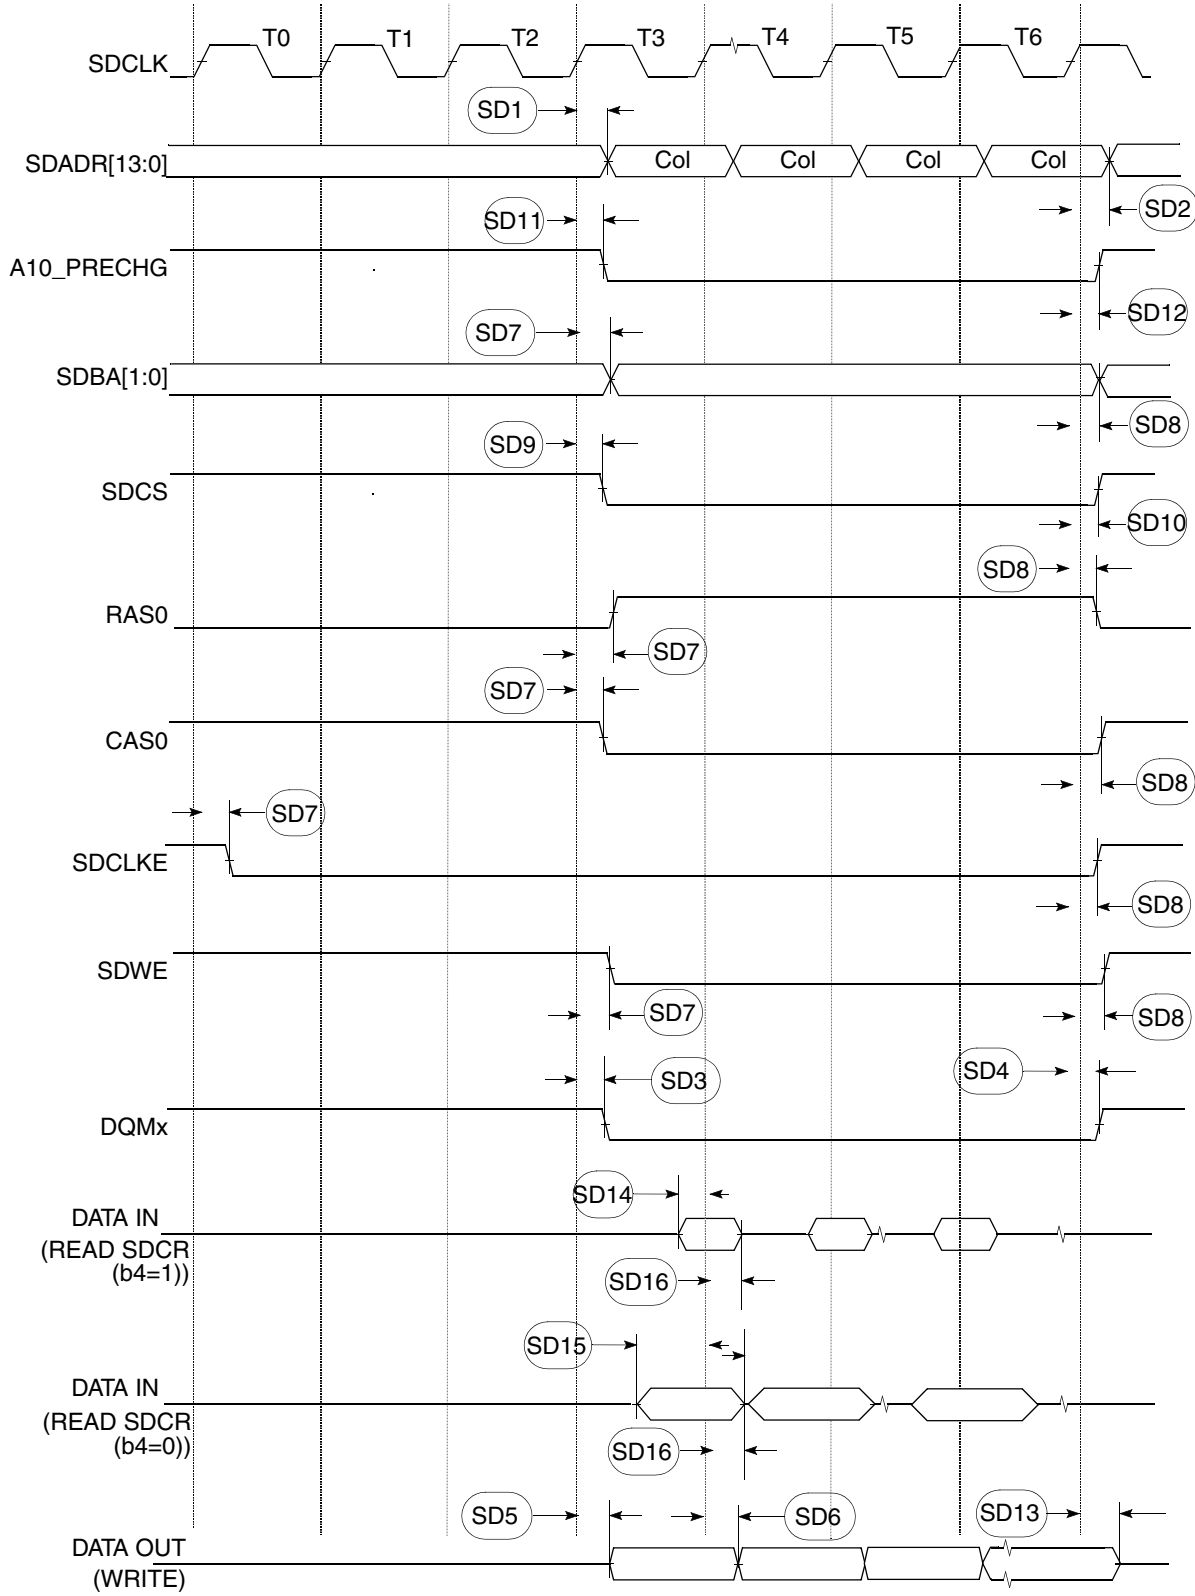 T0 T1 T2 T3 T4 T5 T6
SDCLK
SD1
SDADR[13:0] Col Col Col Col
SD11 SD2
A10_PRECHG
SD7 SD12
SDBA[1:0]
SD9 SD8
SDCS
SD10
SD8
RAS0
SD7
SD7
CAS0
SD8
SD7
SDCLKE
SD8
SDWE
SD7 SD8
SD3 SD4
DQMx
SD14
DATA IN
(READ SDCR
(b4=1))
SD16
SD15
DATA IN
(READ SDCR
(b4=0))
SD16
SD5 SD6 SD13
DATA OUT
(WRITE)